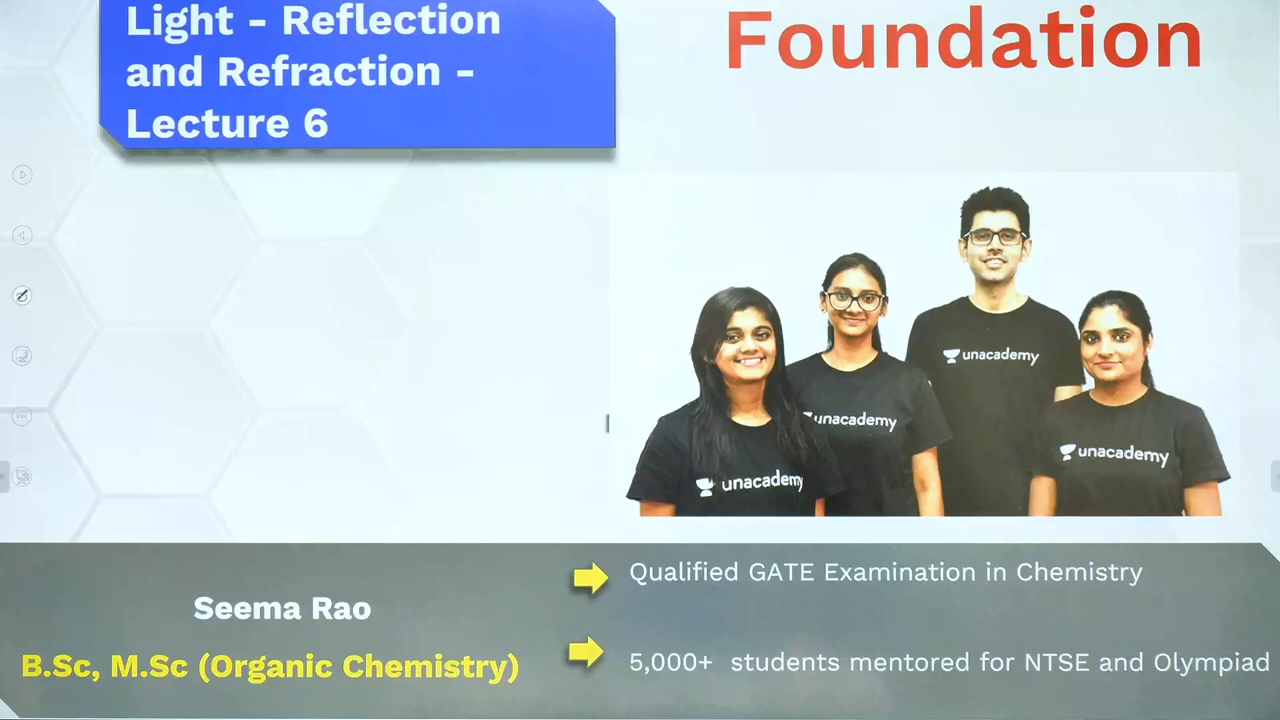 Light - Reflection
and Refraction -
Lecture 6
Foundation
unacademy
unacademy
unacademy
unacademy
Seema Rao
B.Sc, M.Sc (Organic Chemistry)
Qualified GATE Examination in Chemistry
5,000+ students mentored for NTSE and Olympiad